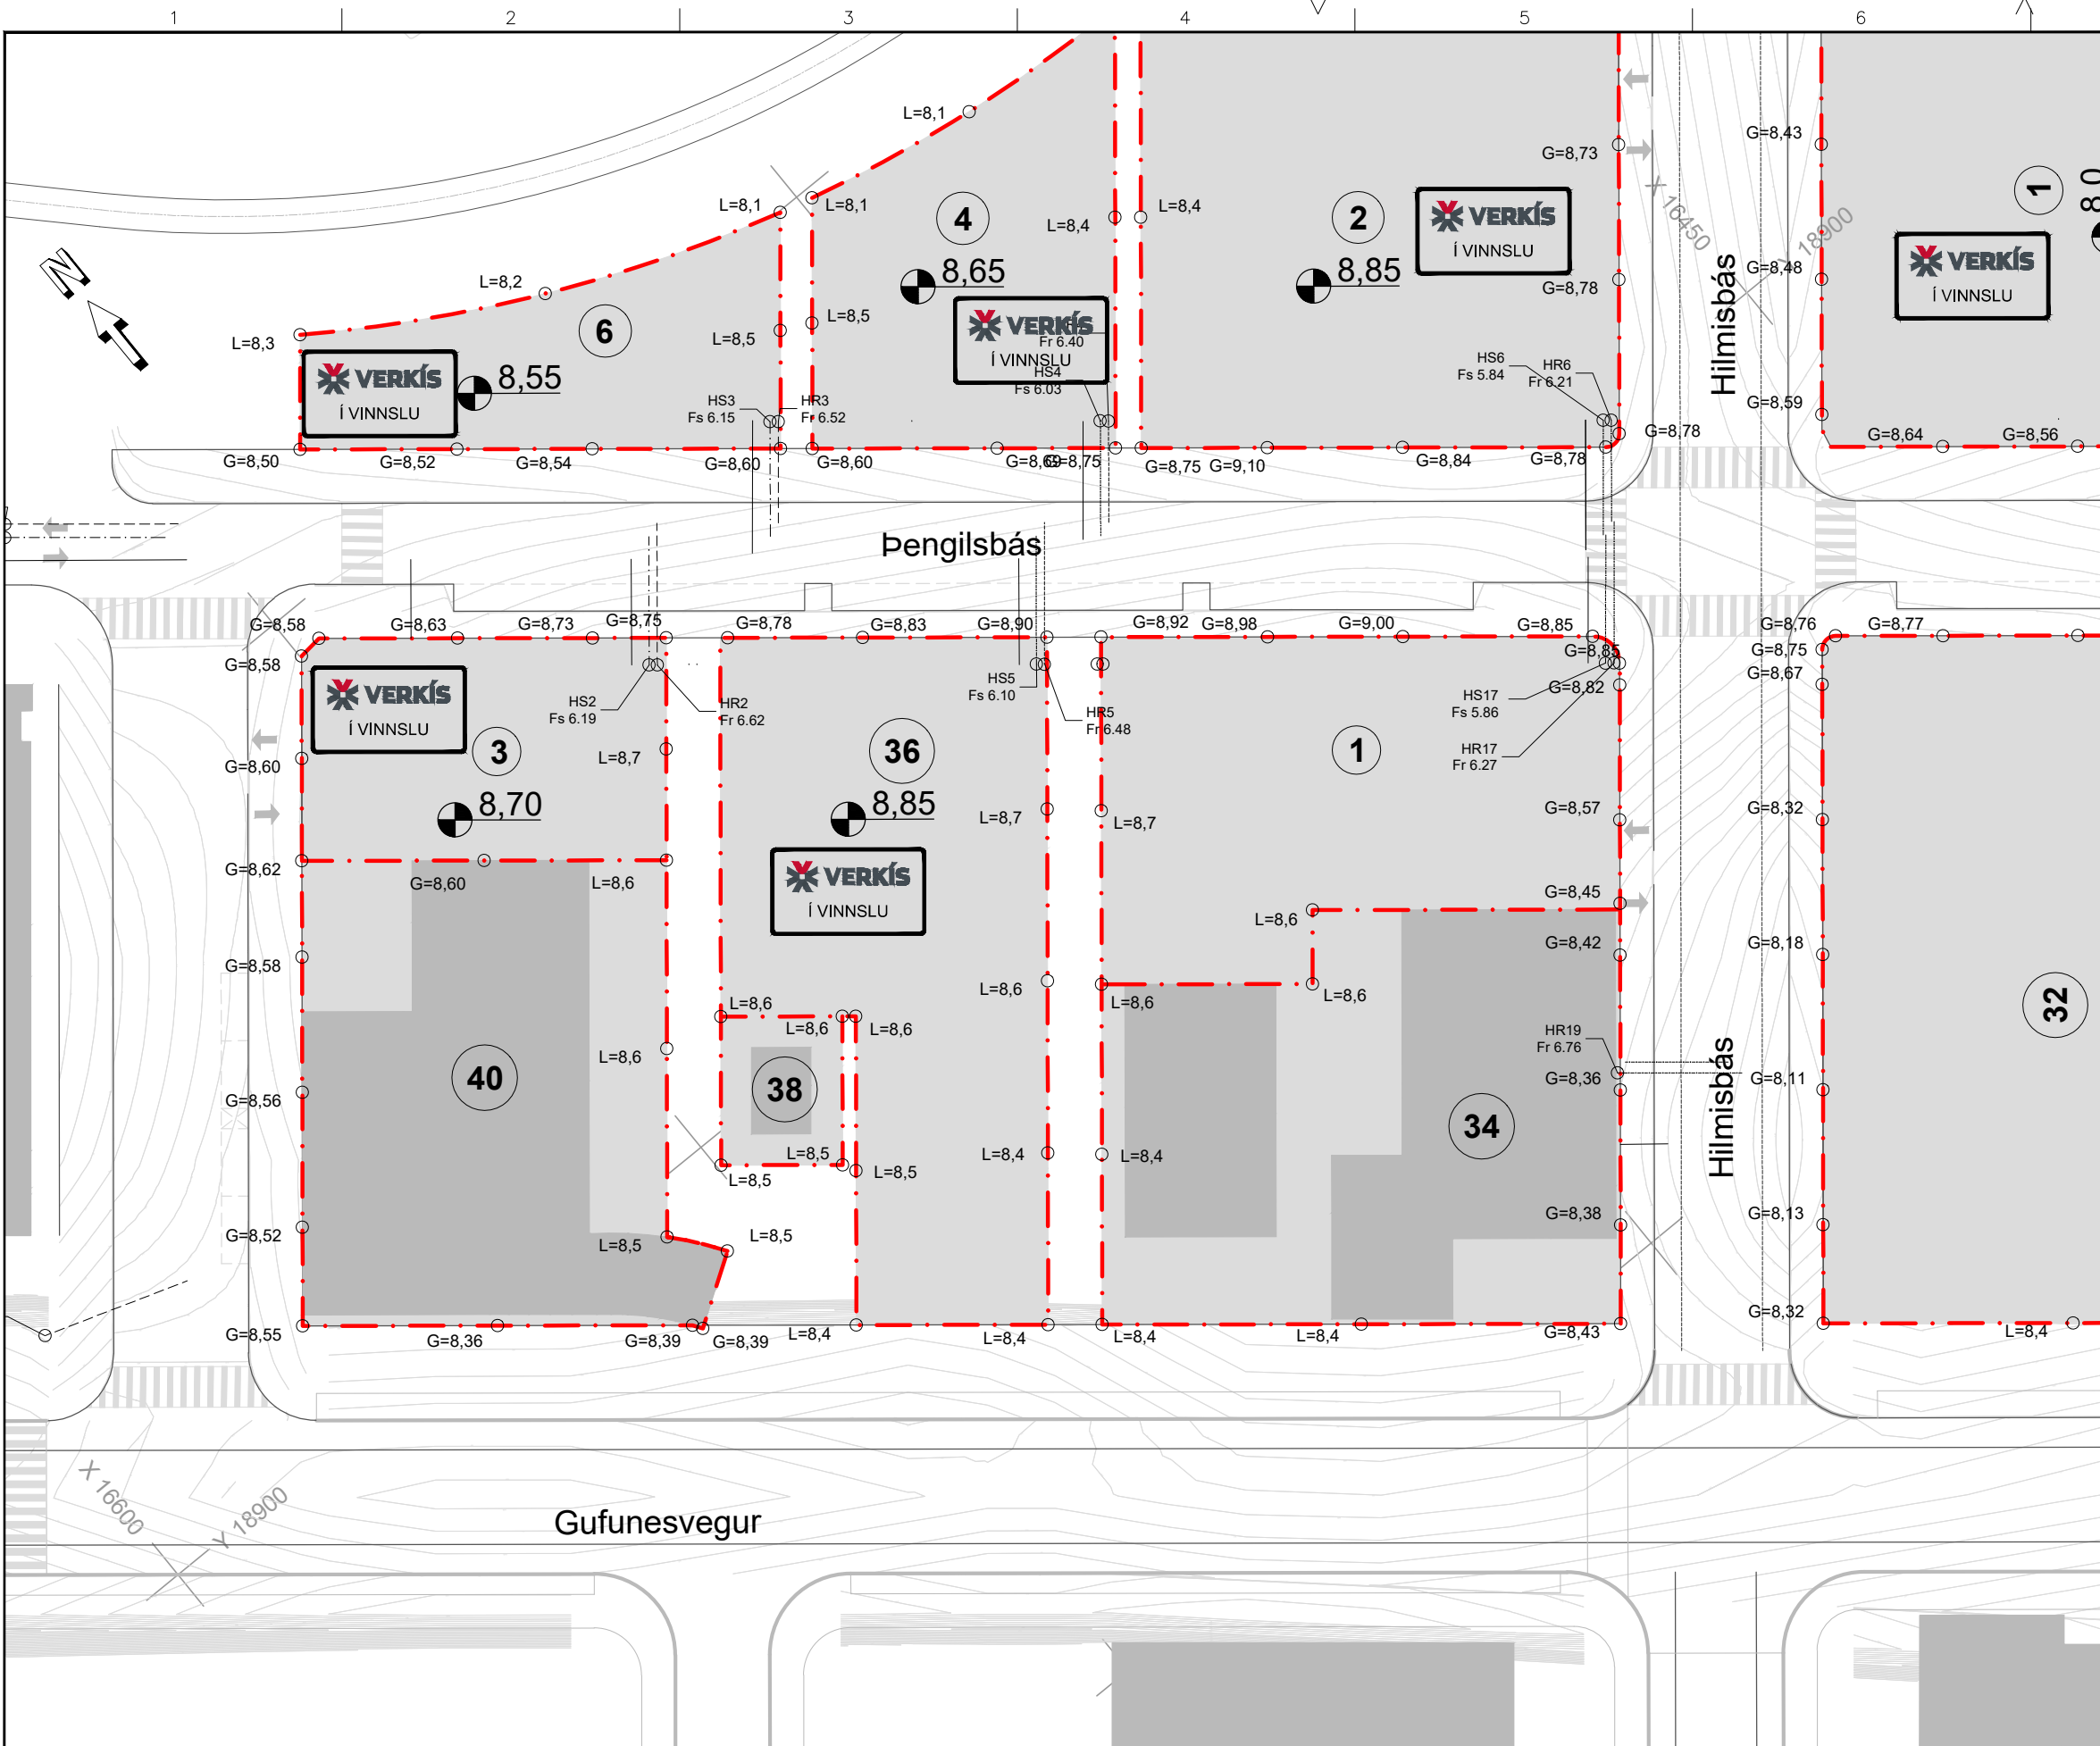 1 2 3 4 5 6
L=8,1
G=8,73
G=8,43
1
8,0
L=8,1
L=8,1
4
L=8,4
L=8,4
2
VERKÍS
Í VINNSLU
X 16450
18900
VERKÍS
Í VINNSLU
N
L=8,2
8,65
8,85
G=8,78
G=8,48
Hilmisbás
L=8,3
6
L=8,5
L=8,5
VERKÍS
Í VINNSLU
Fr 6.40
HS4
Fs 6.03
VERKÍS
Í VINNSLU
8,55
HS3
Fs 6.15
HR3
Fr 6.52
HS6
Fs 5.84
HR6
Fr 6.21
G=8,59
G=8,78
G=8,50
G=8,52
G=8,54
G=8,60
G=8,60
G=8,69
G=8,75
G=8,75
G=9,10
G=8,84
G=8,78
G=8,64
G=8,56
Þengilsbás
G=8,58
G=8,63
G=8,73
G=8,75
G=8,78
G=8,83
G=8,90
G=8,92
G=8,98
G=9,00
G=8,85
G=8,76
G=8,77
G=8,58
G=8,85
G=8,75
G=8,82
G=8,67
VERKÍS
Í VINNSLU
HS2
Fs 6.19
HR2
Fr 6.62
HS5
Fs 6.10
HR5
Fr 6.48
HS17
Fs 5.86
HR17
Fr 6.27
G=8,60
3
L=8,7
36
1
8,70
8,85
L=8,7
L=8,7
G=8,57
G=8,32
G=8,62
G=8,60
L=8,6
VERKÍS
Í VINNSLU
L=8,6
G=8,45
G=8,58
G=8,42
G=8,18
L=8,6
L=8,6
L=8,6
L=8,6
L=8,6
L=8,6
32
L=8,6
HR19
Fr 6.76
G=8,56
40
38
G=8,36
G=8,11
Hilmisbás
34
L=8,5
L=8,5
L=8,5
L=8,4
L=8,4
G=8,52
L=8,5
L=8,5
G=8,38
G=8,13
G=8,55
G=8,36
G=8,39
G=8,39
L=8,4
L=8,4
L=8,4
L=8,4
G=8,43
G=8,32
L=8,4
X 16600
Y 18900
Gufunesvegur